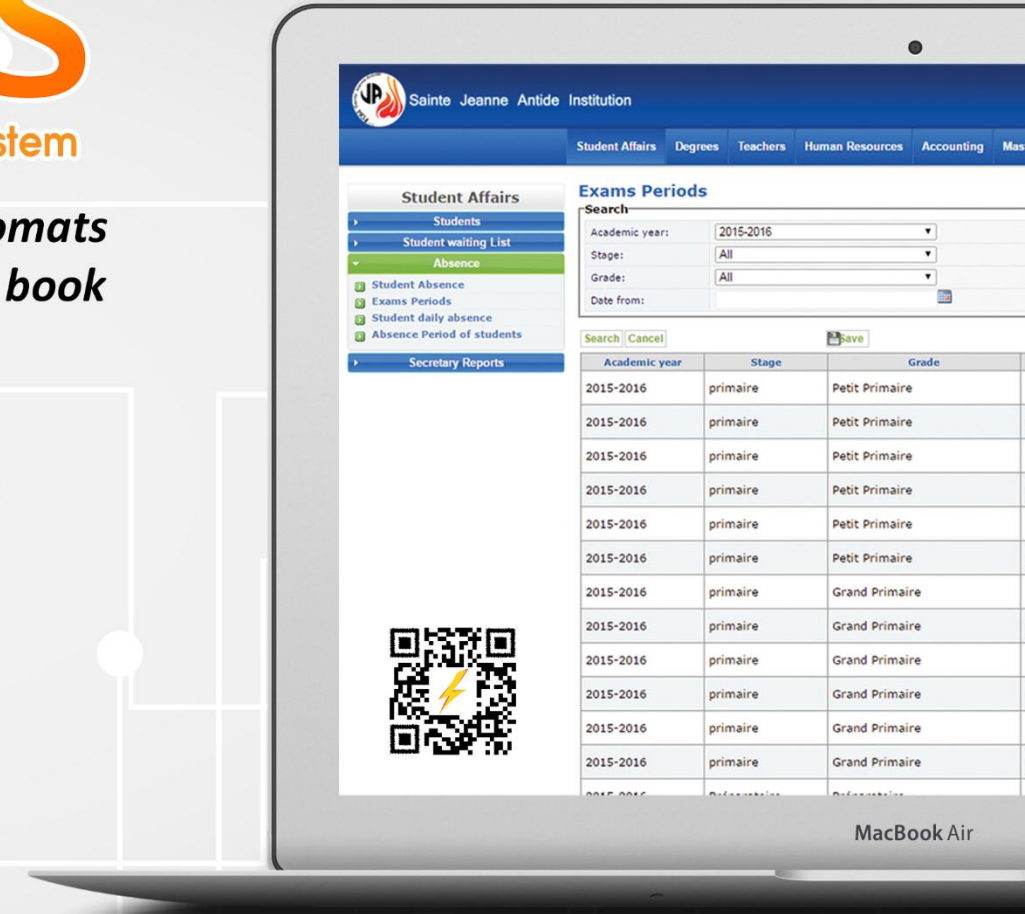 S
stem
omats
book
JA
Sainte Jeanne Antide Institution
Student Affairs Degrees Teachers Human Resources Accounting Mas
Student Affairs
Students
Student waiting List
Absence
Student Absence
Exams Periods
Student daily absence
Absence Period of students
Secretary Reports
Exams Periods
Search
Academic year: 2015-2016
Stage: All
Grade: All
Date from:
Search Cancel Save
Academic year Stage Grade
2015-2016 primaire Petit Primaire
2015-2016 primaire Petit Primaire
2015-2016 primaire Petit Primaire
2015-2016 primaire Petit Primaire
2015-2016 primaire Petit Primaire
2015-2016 primaire Petit Primaire
2015-2016 primaire Grand Primaire
2015-2016 primaire Grand Primaire
2015-2016 primaire Grand Primaire
2015-2016 primaire Grand Primaire
2015-2016 primaire Grand Primaire
2015-2016 primaire Grand Primaire
MacBook Air